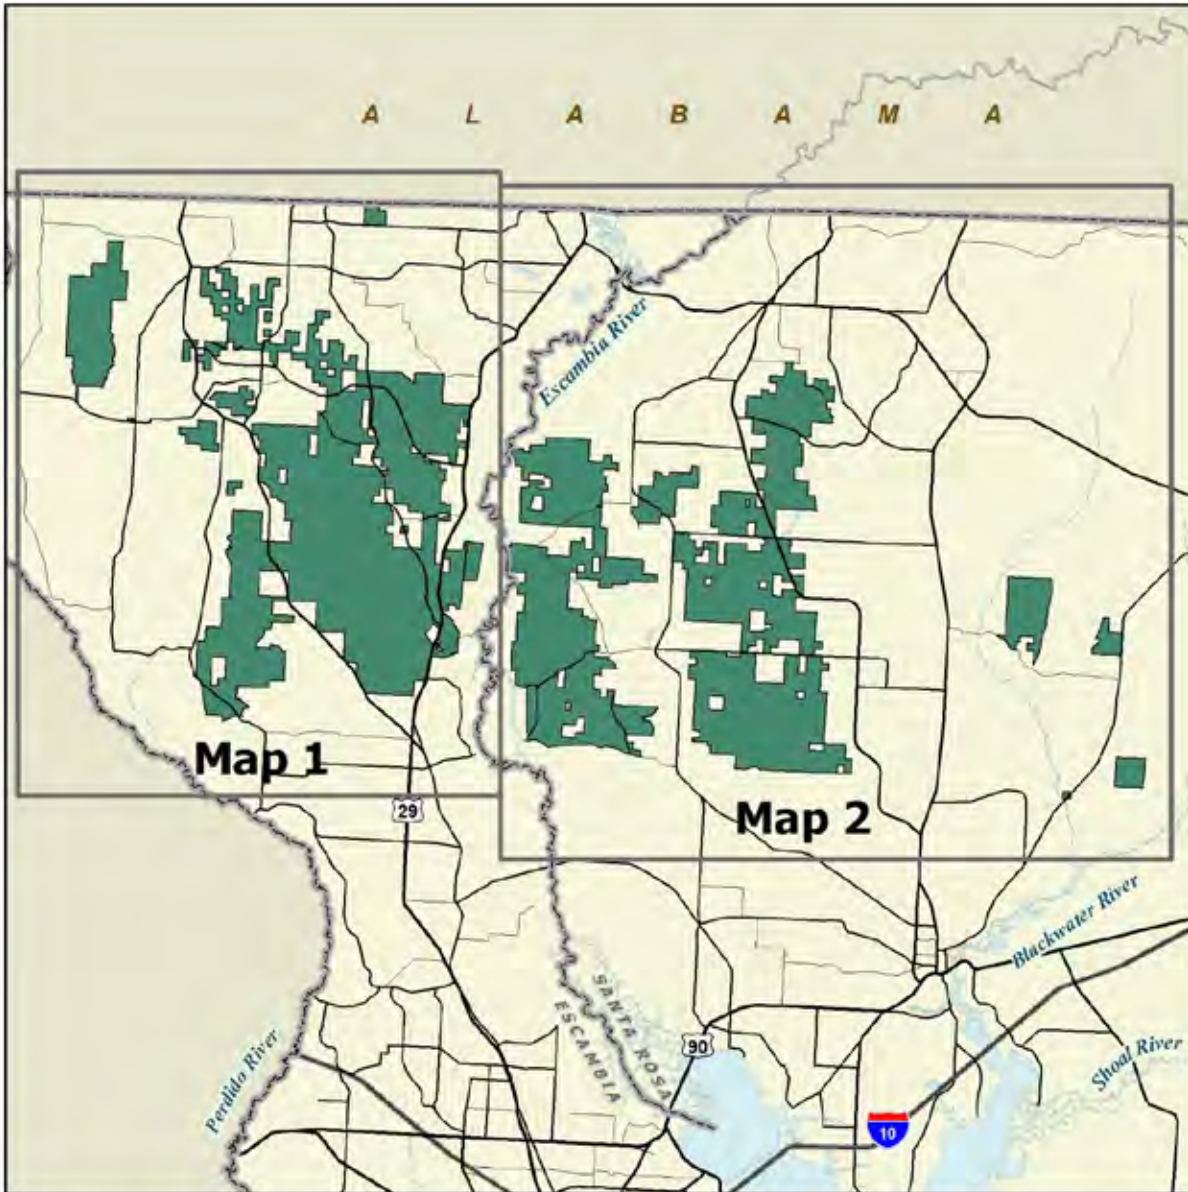 A L A B A M A
Escambia River
Map 1
Map 2
29
Blackwater River
SANTA ROSA
ESCAMBIA
90
Perdido River
Shoal River
10